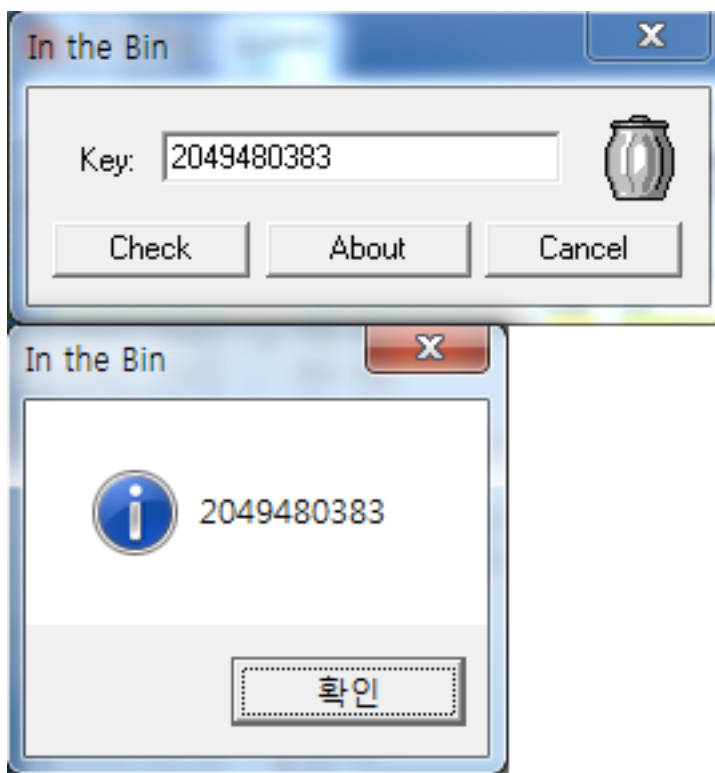 In the Bin
Key: 2049480383
Check About Cancel
In the Bin
2049480383
확인